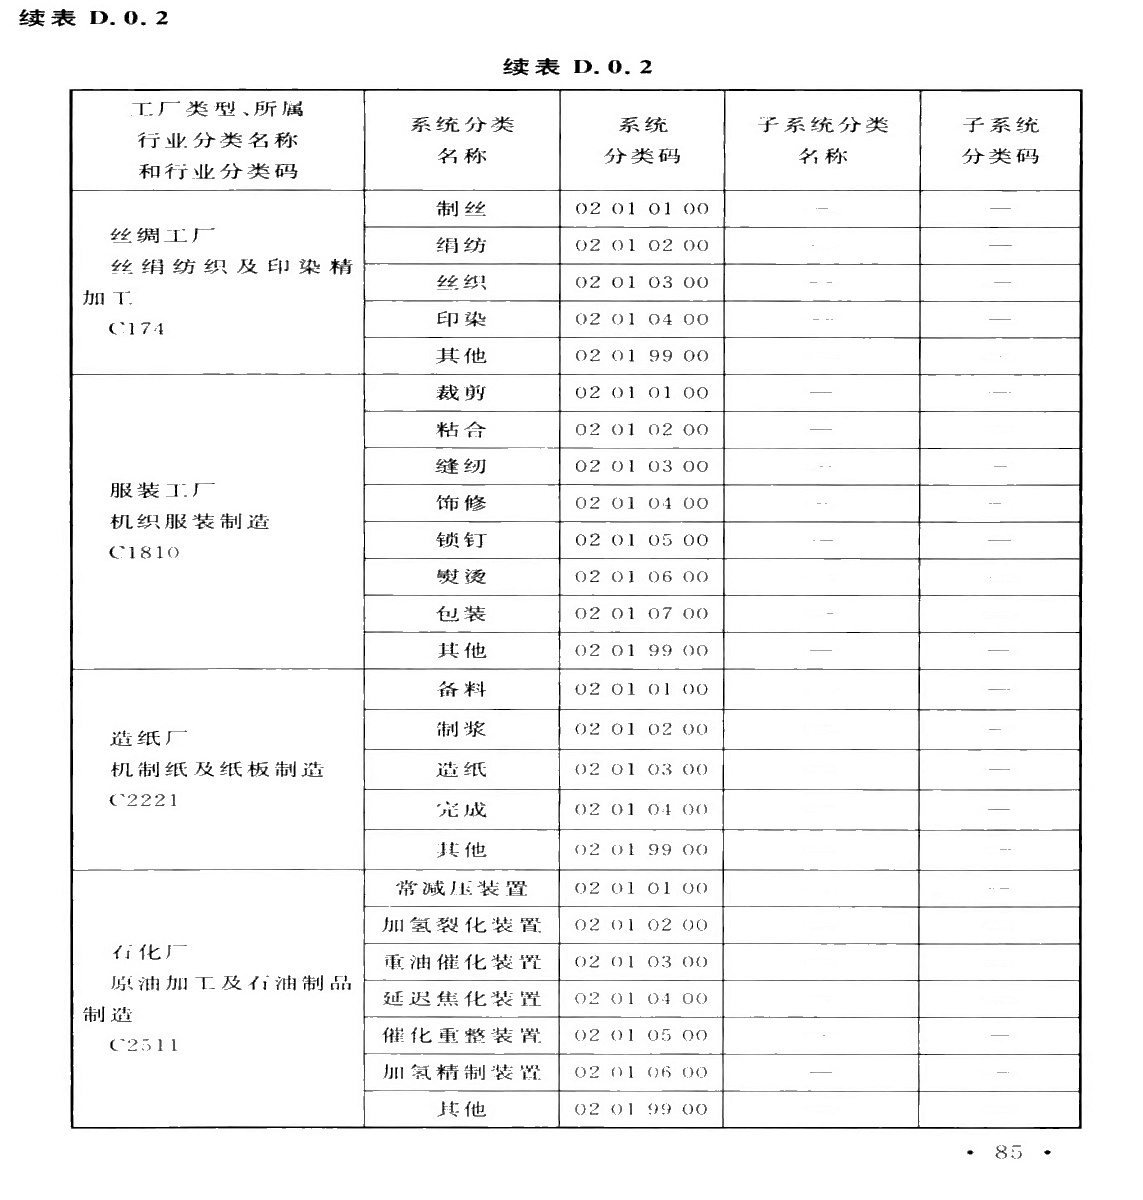 续表 D.0.2
续表 D.0.2
工厂类型、所属
行业分类名称
和行业分类码
系统分类
名称
系统
分类码
子系统分类
名称
子系统
分类码
丝绸工厂
丝绢纺织及印染精
加工
C174
制丝 02 01 01 00 — —
绢纺 02 01 02 00 — —
丝织 02 01 03 00 — —
印染 02 01 04 00 — —
其他 02 01 99 00
服装工厂
机织服装制造
C1810
裁剪 02 01 01 00 — —
粘合 02 01 02 00 —
缝纫 02 01 03 00 — —
饰修 02 01 04 00 — —
锁钉 02 01 05 00 — —
熨烫 02 01 06 00
包装 02 01 07 00 -
其他 02 01 99 00 — —
造纸厂
机制纸及纸板制造
C2221
备料 02 01 01 00 —
制浆 02 01 02 00 —
造纸 02 01 03 00 —
完成 02 01 04 00 —
其他 02 01 99 00 —
石化厂
原油加工及石油制品
制造
C2511
常减压装置 02 01 01 00 —
加氢裂化装置 02 01 02 00
重油催化装置 02 01 03 00
延迟焦化装置 02 01 04 00
催化重整装置 02 01 05 00 —
加氢精制装置 02 01 06 00 — —
其他 02 01 99 00
· 85 ·